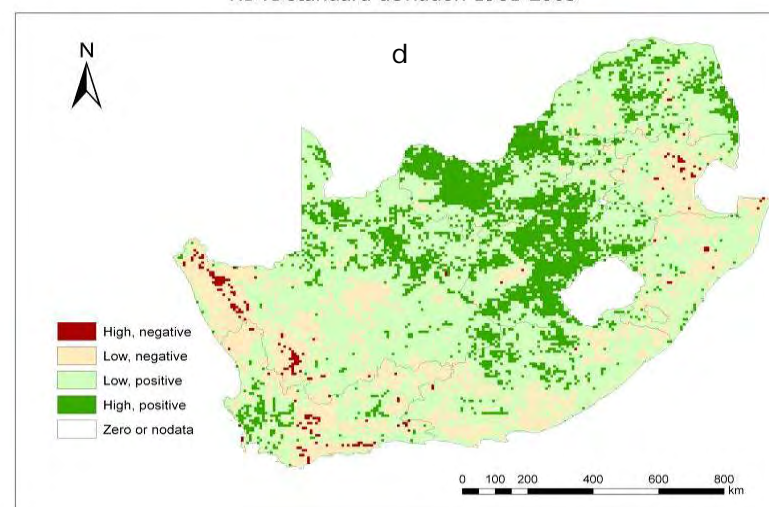 N
d
High, negative
Low, negative
Low, positive
High, positive
Zero or nodata
0 100 200 400 600 800
km